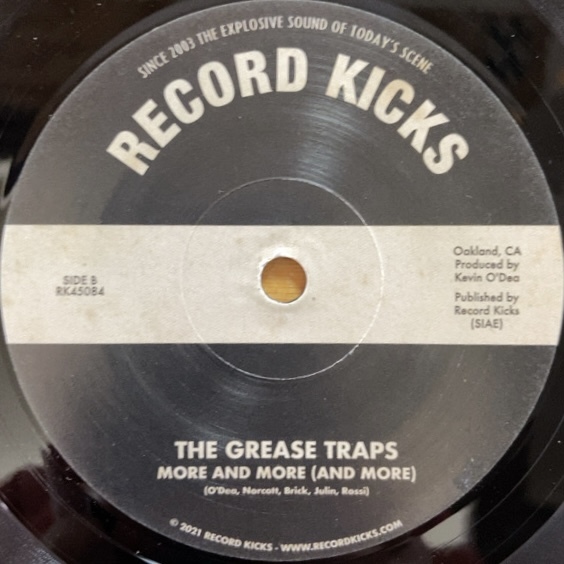 SINCE 2003 THE EXPLOSIVE SOUND OF TODAY'S SCENE
RECORD KICKS
SIDE B
RK45084
Oakland, CA
Produced by
Kevin O'Dea
Published by
Record Kicks
(SIAE)
THE GREASE TRAPS
MORE AND MORE (AND MORE)
(O'Dea, Norcott, Brick, Julin, Rossi)
© 2021 RECORD KICKS - WWW.RECORDKICKS.COM